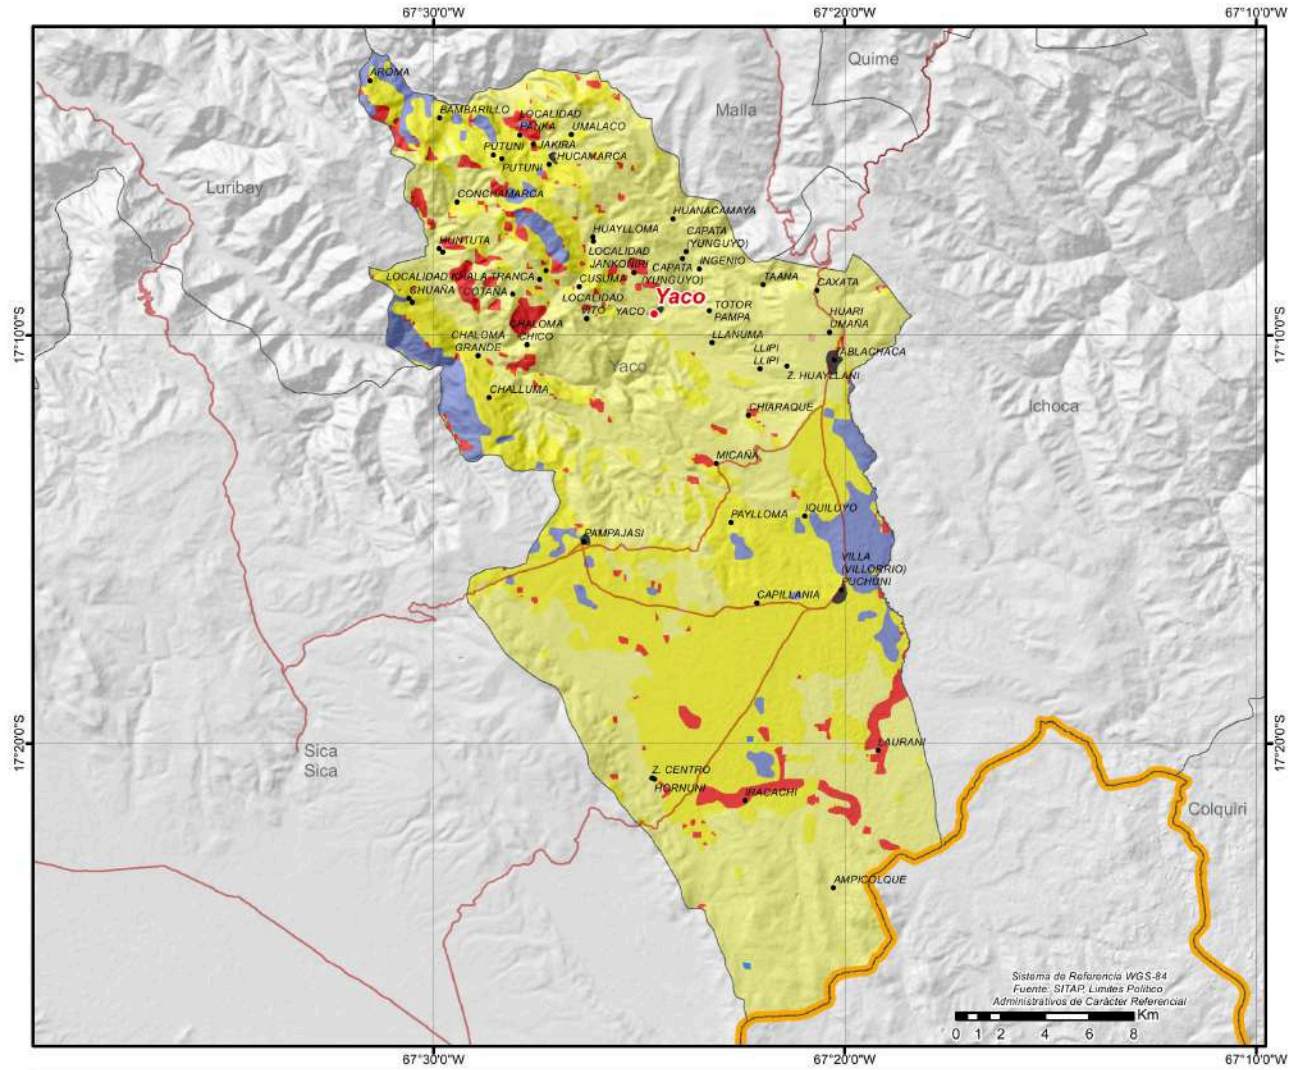 67°30'0"W
67°20'0"W
67°10'0"W
Quime
AROMA
Malla
BAMBARILLO
LOCALIDAD
PAUKA
UMALACO
PUTUNI
JAKIRA
CHUCAMARCA
PUTUNI
Luribay
CONCHAMARCA
HUANACAMAYA
HUAYLLOMA
CAPATA
(YUNGUYO)
HUNTUTA
LOCALIDAD
JANKOÑIRI
CAPATA
(YUNGUYO)
INGENIO
LOCALIDAD
CHUAÑA
KHALA TRANCA
CUSUMA
TAANA
CAXATA
COTAÑA
LOCALIDAD
VITO
YACO
Yaco
TOTOR
PAMPA
HUARI
UMAÑA
17°10'0"S
17°10'0"S
CHALOMA
GRANDE
CHALOMA
CHICO
LLANUMA
LLIPI
LLIPI
TABLACHACA
Z. HUAYLLANI
Yaco
CHALLUMA
CHIARAQUE
Ichoca
MICAÑA
PAYLLOMA
IQUILUYO
PAMPAJASI
VILLA
(VILLORRIO)
PUCHUNI
CAPILLANIA
17°20'0"S
17°20'0"S
Sica
Sica
LAURANI
Z. CENTRO
HORNUNI
IRACACHI
Colquiri
AMPICOLQUE
Sistema de Referencia WGS-84
Fuente: SITAP, Limites Político
Administrativos de Carácter Referencial
Km
0 1 2 4 6 8
67°30'0"W
67°20'0"W
67°10'0"W